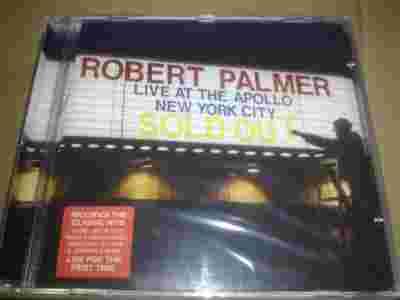 ROBERT PALMER
LIVE AT THE APOLLO
NEW YORK CITY
SOLD OUT
INCLUDES THE
CLASSIC HITS
LIVE FOR THE
FIRST TIME